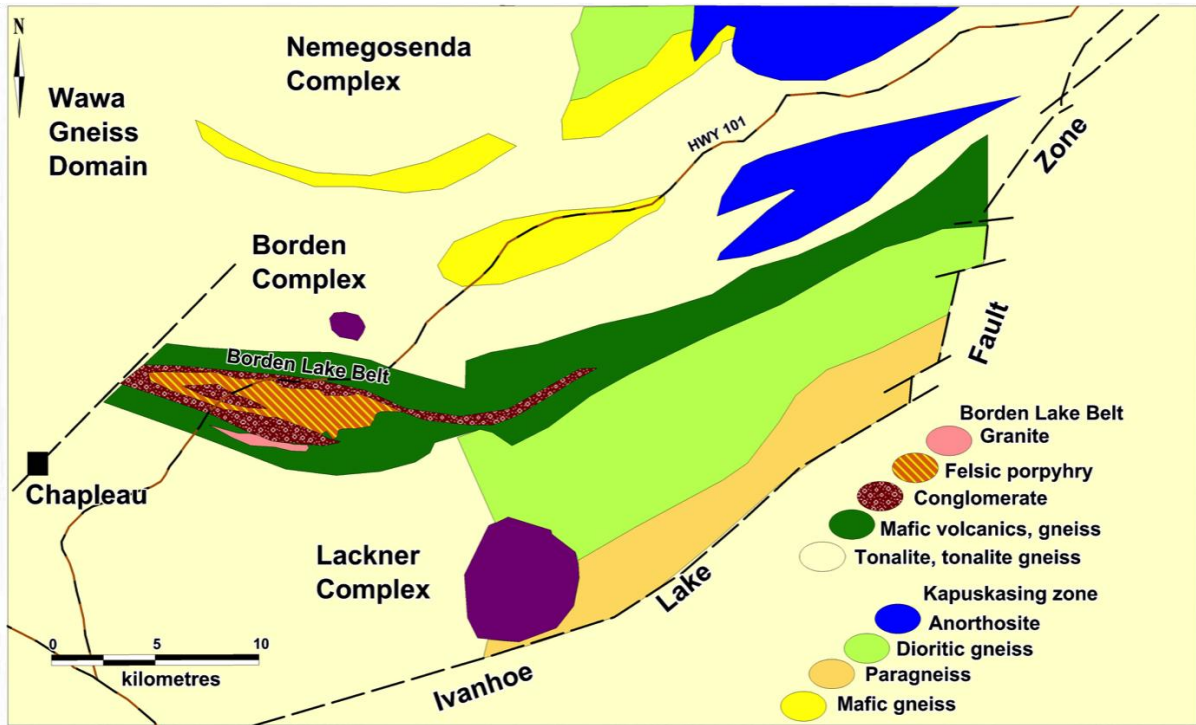 N
Nemegosenda
Complex
Wawa
Gneiss
Domain
HWY 101
Zone
Borden
Complex
Borden Lake Belt
Fault
Chapleau
Lackner
Complex
Lake
Ivanhoe
0 5 10
kilometres
Borden Lake Belt
Granite
Felsic porpyhry
Conglomerate
Mafic volcanics, gneiss
Tonalite, tonalite gneiss
Kapuskasing zone
Anorthosite
Dioritic gneiss
Paragneiss
Mafic gneiss